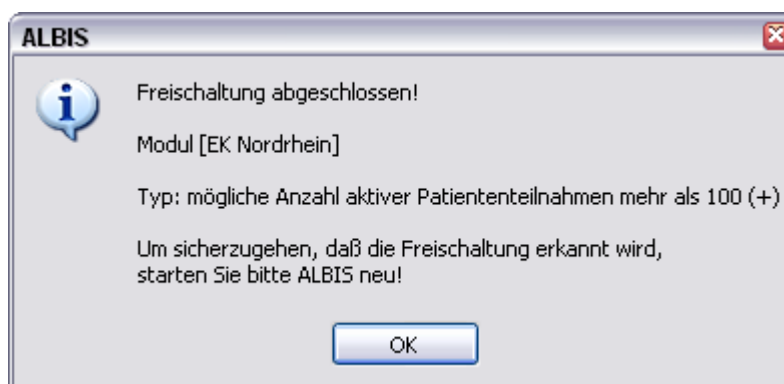 ALBIS
Freischaltung abgeschlossen!
Modul [EK Nordrhein]
Typ: mögliche Anzahl aktiver Patiententeilnahmen mehr als 100 (+)
Um sicherzugehen, daß die Freischaltung erkannt wird,
starten Sie bitte ALBIS neu!
OK